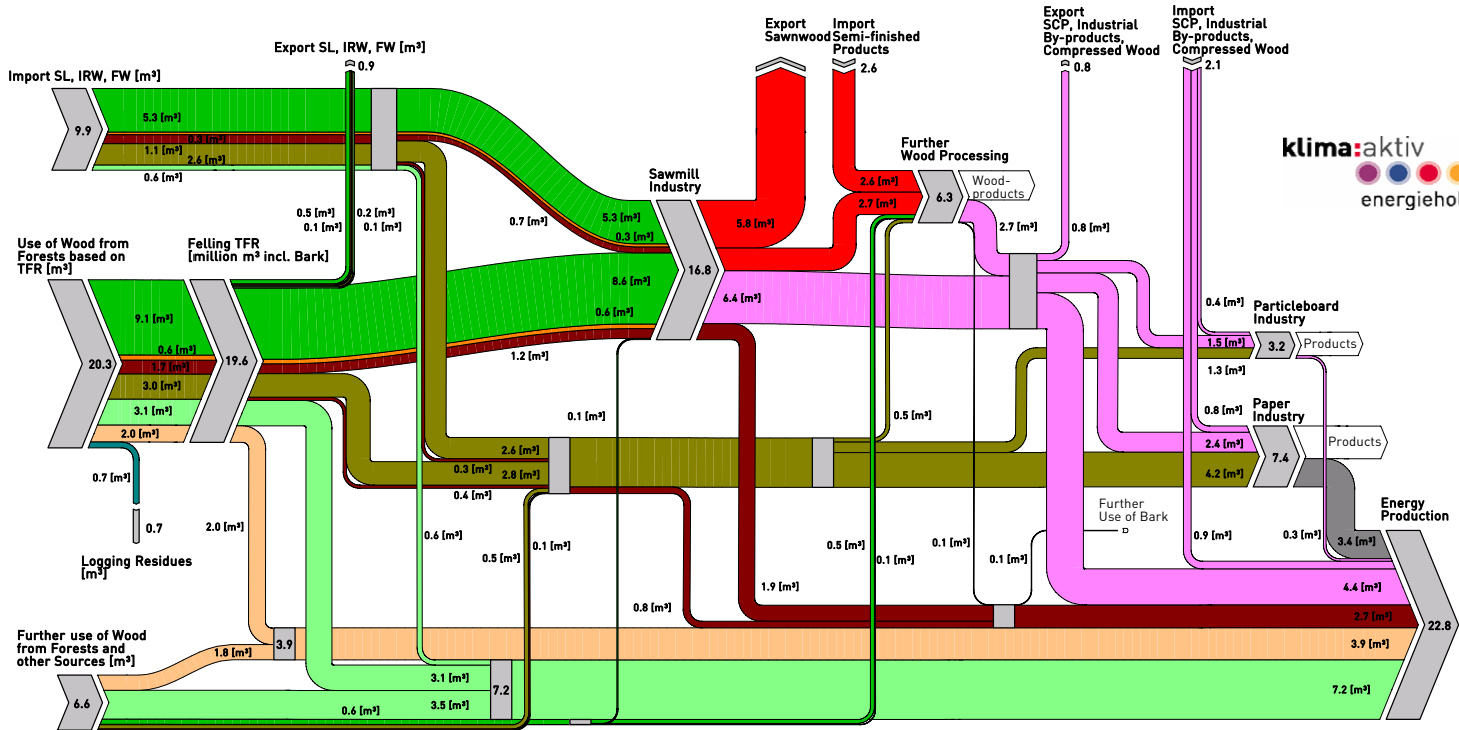 Export SL, IRW, FW [m³]
0.9
Import SL, IRW, FW [m³]
9.9
5.3 [m³]
0.3 [m³]
1.1 [m³]
2.6 [m³]
0.6 [m³]
Export
Sawnwood
Import
Semi-finished
Products
2.6
Export
SCP, Industrial
By-products,
Compressed Wood
0.8
Import
SCP, Industrial
By-products,
Compressed Wood
2.1
klima:aktiv
energiehol
Further
Wood Processing
6.3
Wood-
products
2.6 [m³]
2.7 [m³]
2.7 [m³]
0.8 [m³]
Sawmill
Industry
16.8
5.3 [m³]
0.3 [m³]
0.7 [m³]
5.8 [m³]
8.6 [m³]
0.6 [m³]
6.4 [m³]
1.2 [m³]
0.5 [m³]
0.1 [m³]
0.2 [m³]
0.1 [m³]
Use of Wood from
Forests based on
TFR [m³]
20.3
Felling TFR
[million m³ incl. Bark]
19.6
9.1 [m³]
0.6 [m³]
1.7 [m³]
3.0 [m³]
3.1 [m³]
2.0 [m³]
0.7 [m³]
0.7
Logging Residues
[m³]
2.0 [m³]
0.4 [m³]
Particleboard
Industry
3.2
Products
1.5 [m³]
1.3 [m³]
0.8 [m³]
Paper
Industry
7.4
Products
2.4 [m³]
4.2 [m³]
0.1 [m³]
0.5 [m³]
2.6 [m³]
0.3 [m³]
2.8 [m³]
0.4 [m³]
0.6 [m³]
0.5 [m³]
0.1 [m³]
0.5 [m³]
0.1 [m³]
0.1 [m³]
0.1 [m³]
Further
Use of Bark
0.9 [m³]
0.3 [m³]
Energy
Production
22.8
3.4 [m³]
4.4 [m³]
2.7 [m³]
3.9 [m³]
7.2 [m³]
1.9 [m³]
0.8 [m³]
Further use of Wood
from Forests and
other Sources [m³]
6.6
1.8 [m³]
3.9
3.1 [m³]
3.5 [m³]
7.2
0.6 [m³]